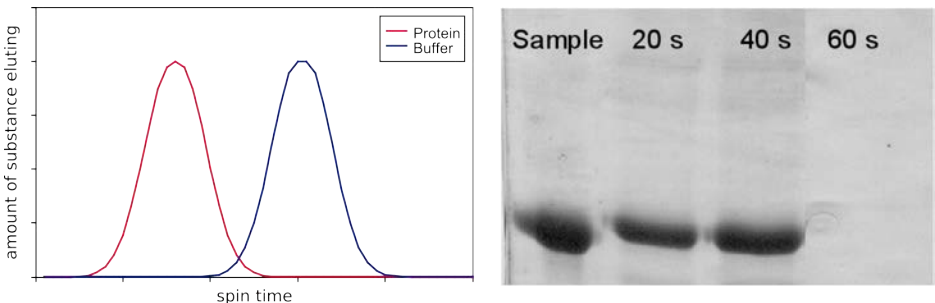 amount of substance eluting
Protein
Buffer
spin time
Sample 20 s 40 s 60 s